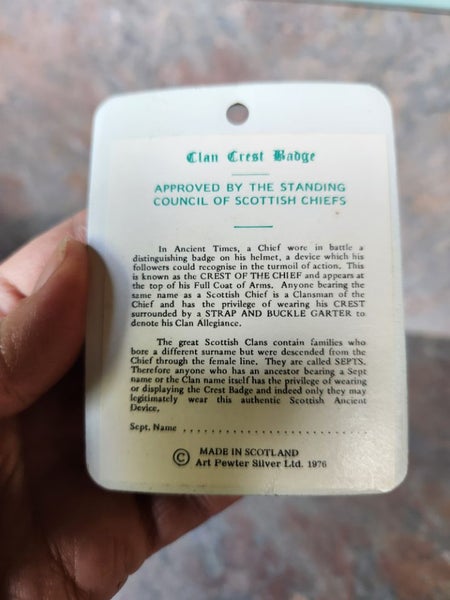 Clan Crest Badge
APPROVED BY THE STANDING
COUNCIL OF SCOTTISH CHIEFS
In Ancient Times, a Chief wore in battle a
distinguishing badge on his helmet, a device which his
followers could recognise in the turmoil of action. This
is known as the CREST OF THE CHIEF and appears at
the top of his Full Coat of Arms. Anyone bearing the
same name as a Scottish Chief is a Clansman of the
Chief and has the privilege of wearing his CREST
surrounded by a STRAP AND BUCKLE GARTER to
denote his Clan Allegiance.
The great Scottish Clans contain families who
bore a different surname but were descended from the
Chief through the female line. They are called SEPTS.
Therefore anyone who has an ancestor bearing a Sept
name or the Clan name itself has the privilege of wearing
or displaying the Crest Badge and indeed only they may
legitimately wear this authentic Scottish Ancient
Device.
Sept. Name ................................
© MADE IN SCOTLAND
Art Pewter Silver Ltd. 1976